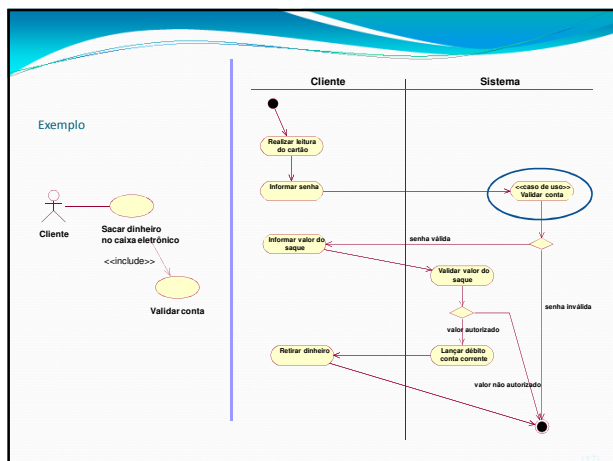 Exemplo
Cliente
Sacar dinheiro
no caixa eletrônico
<<include>>
Validar conta
Cliente
Sistema
Realizar leitura
do cartão
Informar senha
<<caso de uso>>
Validar conta
senha válida
Informar valor do
saque
Validar valor do
saque
senha inválida
valor autorizado
Retirar dinheiro
Lançar débito
conta corrente
valor não autorizado